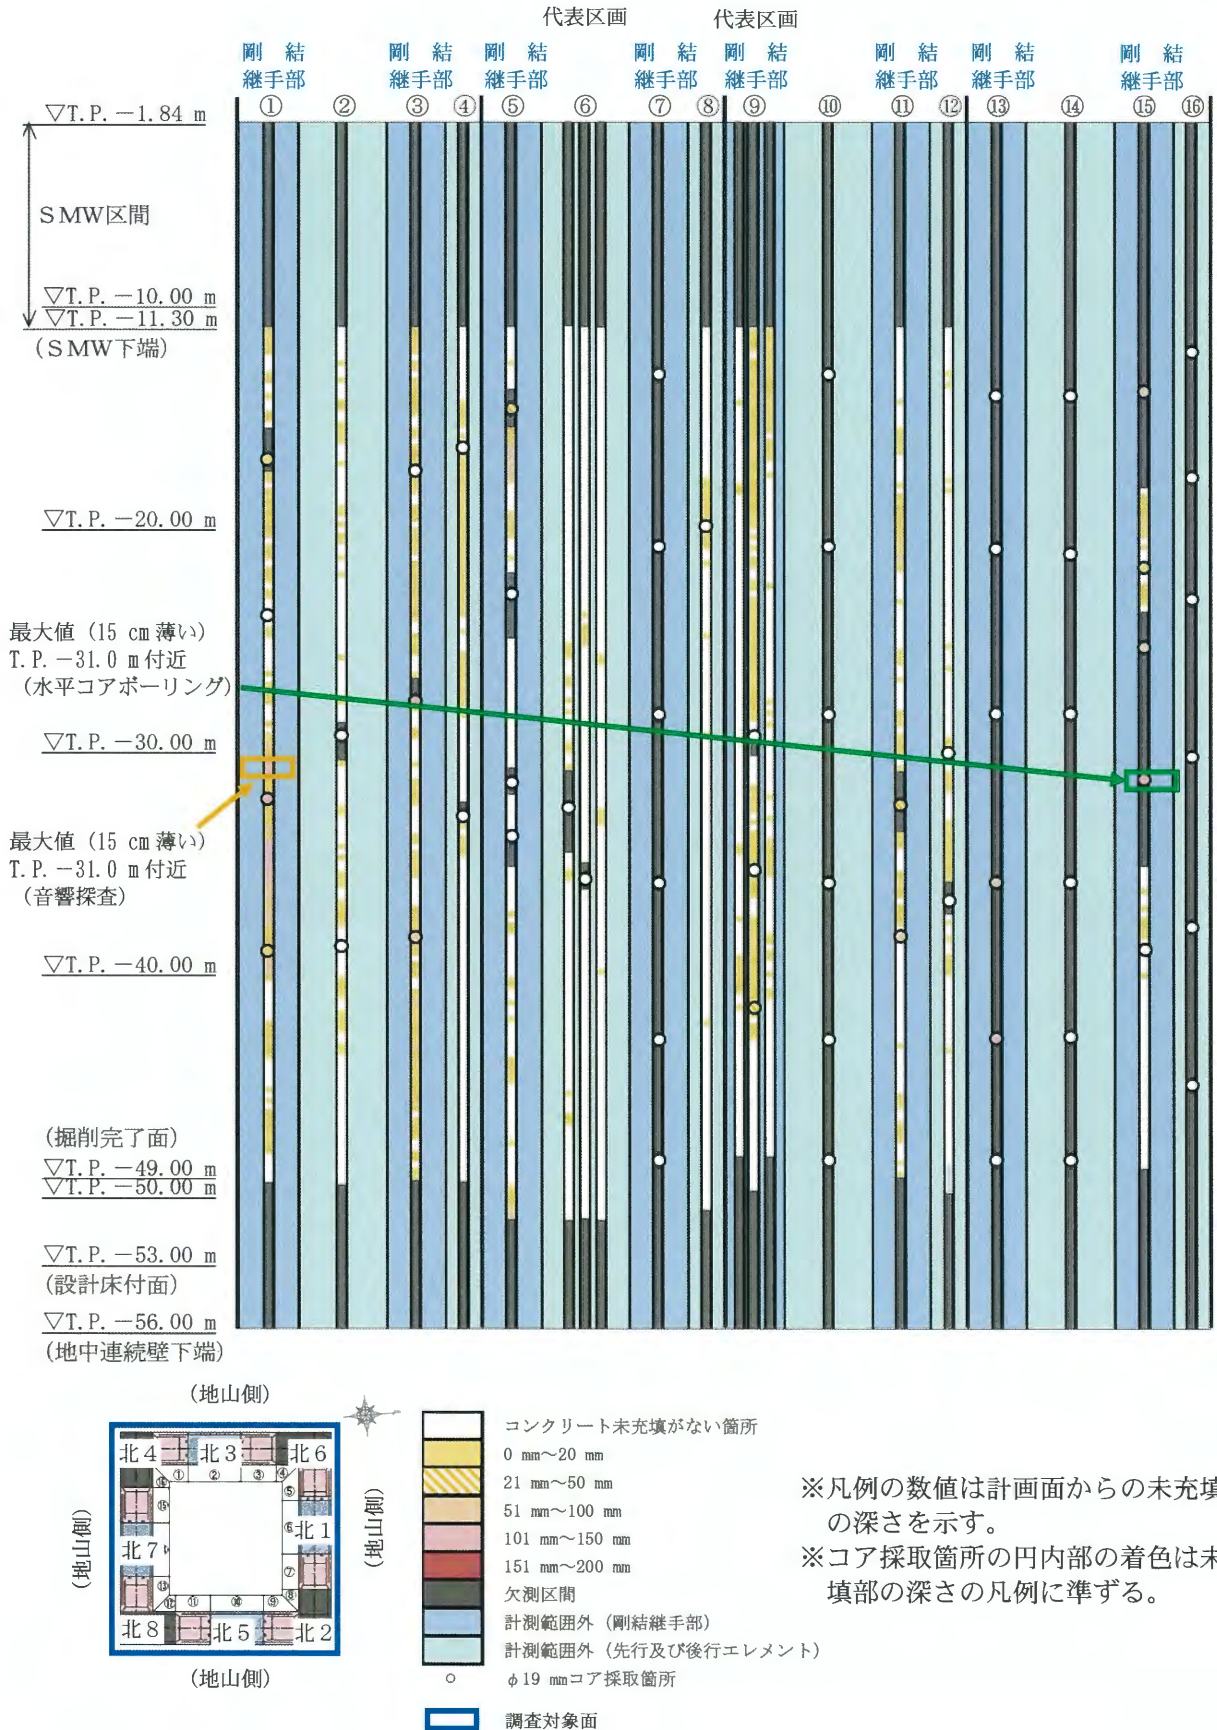 代表区画 代表区画
剛 結 剛 結 剛 結 剛 結 剛 結 剛 結 剛 結 剛 結
継手部 継手部 継手部 継手部 継手部 継手部 継手部 継手部
① ② ③ ④ ⑤ ⑥ ⑦ ⑧ ⑨ ⑩ ⑪ ⑫ ⑬ ⑭ ⑮ ⑯
▽T.P. −1.84 m
SMW区間
▽T.P. −10.00 m
▽T.P. −11.30 m
(SMW下端)
▽T.P. −20.00 m
最大値 (15 cm 薄い)
T.P. −31.0 m 付近
(水平コアボーリング)
▽T.P. −30.00 m
最大値 (15 cm 薄い)
T.P. −31.0 m 付近
(音響探査)
▽T.P. −40.00 m
(掘削完了面)
▽T.P. −49.00 m
▽T.P. −50.00 m
▽T.P. −53.00 m
(設計床付面)
▽T.P. −56.00 m
(地中連続壁下端)
(地山側)
北4 北3 北6
① ② ③ ④
⑤
⑮
(地山側)
⑥ 北1
(地山側)
北7
⑦
⑬
⑧
⑪ ⑨
北8 北5 北2
(地山側)
コンクリート未充填がない箇所
0 mm～20 mm
21 mm～50 mm
51 mm～100 mm
101 mm～150 mm
151 mm～200 mm
欠測区間
計測範囲外 (剛結継手部)
計測範囲外 (先行及び後行エレメント)
φ19 mmコア採取箇所
調査対象面
※凡例の数値は計画面からの未充填
の深さを示す。
※コア採取箇所の円内部の着色は未
填部の深さの凡例に準ずる。